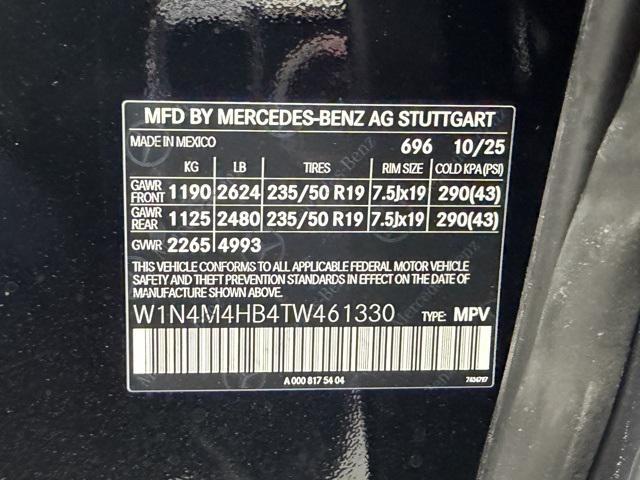 MFD BY MERCEDES-BENZ AG STUTTGART
MADE IN MEXICO 696 10/25
KG LB TIRES RIM SIZE COLD KPA (PSI)
GAWR FRONT 1190 2624 235/50 R19 7.5Jx19 290(43)
GAWR REAR 1125 2480 235/50 R19 7.5Jx19 290(43)
GVWR 2265 4993
THIS VEHICLE CONFORMS TO ALL APPLICABLE FEDERAL MOTOR VEHICLE
SAFETY AND THEFT PREVENTION STANDARDS IN EFFECT ON THE DATE
OF MANUFACTURE SHOWN ABOVE.
W1N4M4HB4TW461330 TYPE: MPV
A 000 817 54 04 7434717